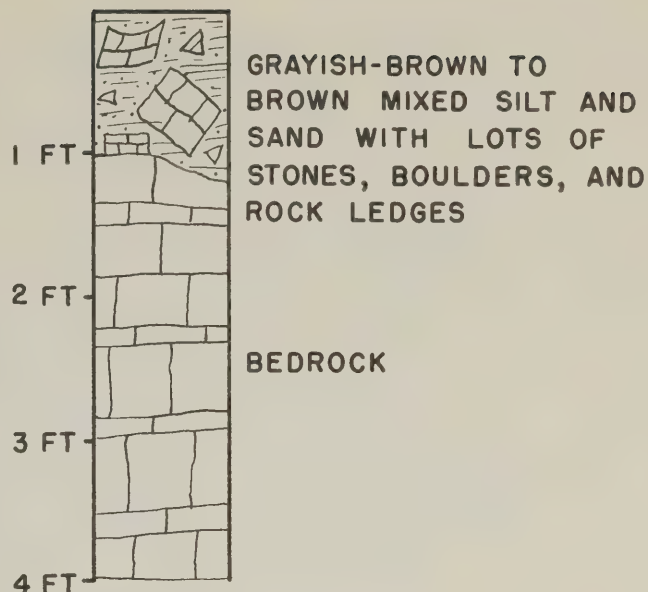 GRAYISH-BROWN TO
BROWN MIXED SILT AND
SAND WITH LOTS OF
STONES, BOULDERS, AND
ROCK LEDGES
1 FT
2 FT
BEDROCK
3 FT
4 FT